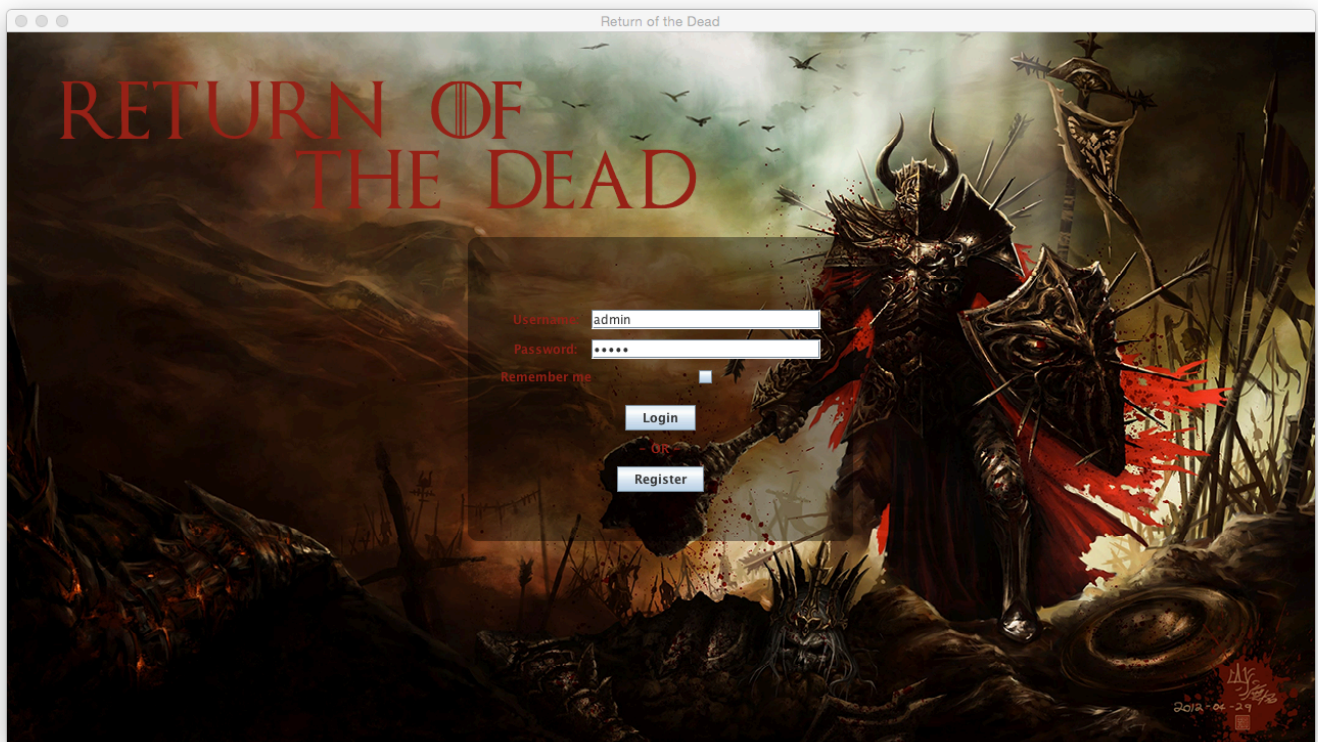 Return of the Dead
RETURN OF
THE DEAD
Username: admin
Password: •••••
Remember me
Login
- OR -
Register
2012-04-29